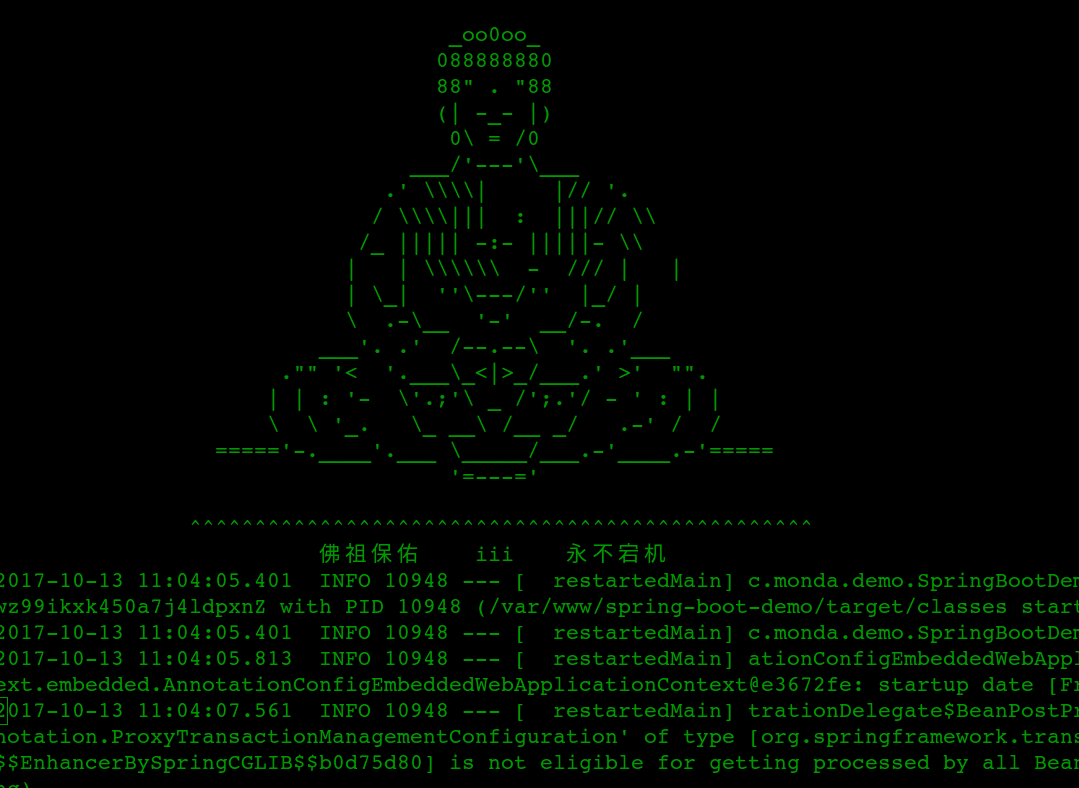 _oo0oo_
088888880
88" . "88
(| -_- |)
0\ = /0
___/'---'\___
.' \\\\|     |// '.
/ \\\\|||  :  |||// \\
/_ ||||| -:- |||||- \\
|   | \\\\\\  -  /// |   |
| \_|  ''\---/''  |_/ |
\  .-\__  '-'  __/-.  /
___'. .'  /--.--\  '. .'___
."" '<  '.___\_<|>_/___.' >'  "".
| | : '-  \'.;'\ _ /';.'/ - ' : | |
\  \ '_.   \_ __\ /__ _/   .-' /  /
====='-.____'.___ \_____/___.-'____.-'=====
'=---='
^^^^^^^^^^^^^^^^^^^^^^^^^^^^^^^^^^^^^^^^^^^^^^^^
佛祖保佑    iii    永不宕机
2017-10-13 11:04:05.401  INFO 10948 --- [  restartedMain] c.monda.demo.SpringBootDem
wz99ikxk450a7j4ldpxnZ with PID 10948 (/var/www/spring-boot-demo/target/classes start
2017-10-13 11:04:05.401  INFO 10948 --- [  restartedMain] c.monda.demo.SpringBootDem
2017-10-13 11:04:05.813  INFO 10948 --- [  restartedMain] ationConfigEmbeddedWebAppl
ext.embedded.AnnotationConfigEmbeddedWebApplicationContext@e3672fe: startup date [Fr
2017-10-13 11:04:07.561  INFO 10948 --- [  restartedMain] trationDelegate$BeanPostPr
notation.ProxyTransactionManagementConfiguration' of type [org.springframework.trans
$$EnhancerBySpringCGLIB$$b0d75d80] is not eligible for getting processed by all Bean